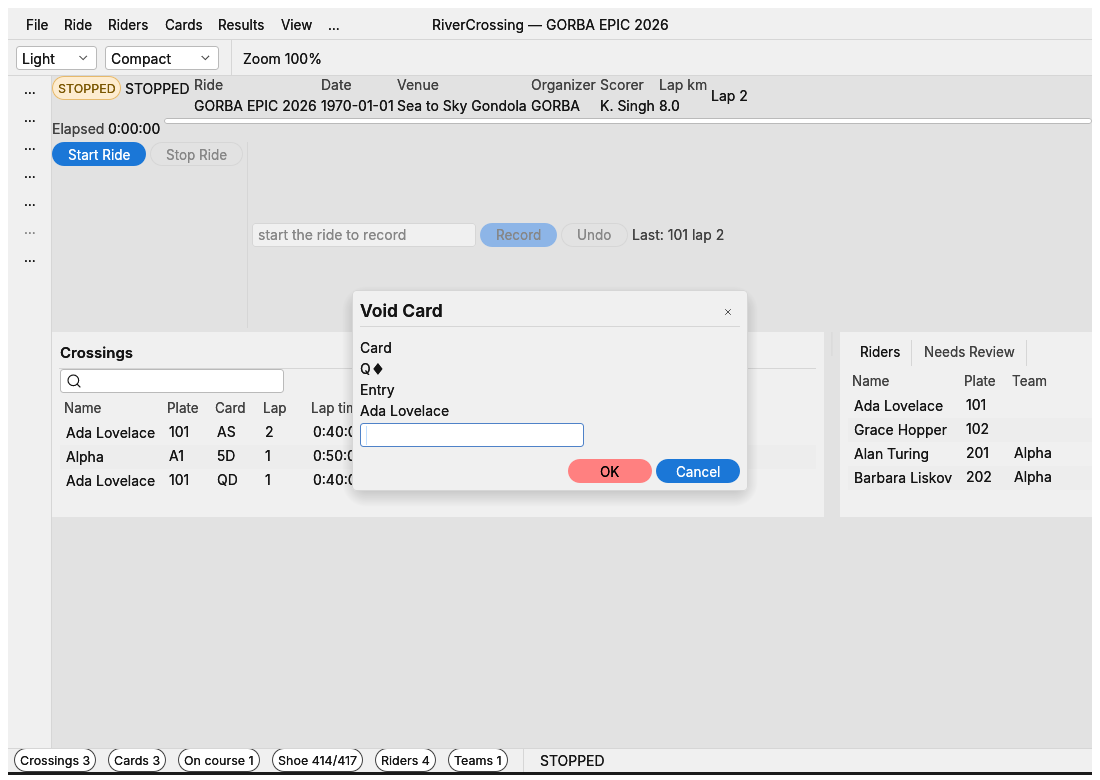 File Ride Riders Cards Results View ... RiverCrossing — GORBA EPIC 2026
Light Compact Zoom 100%
... STOPPED STOPPED Ride Date Venue Organizer Scorer Lap km Lap 2
GORBA EPIC 2026 1970-01-01 Sea to Sky Gondola GORBA K. Singh 8.0
...
Elapsed 0:00:00
...
Start Ride Stop Ride
...
...
...
start the ride to record Record Undo Last: 101 lap 2
...
Void Card ×
Card
Q♦
Entry
Ada Lovelace
OK Cancel
Crossings
Name Plate Card Lap Lap
Ada Lovelace 101 AS 2 0:40:
Alpha A1 5D 1 0:50:
Ada Lovelace 101 QD 1 0:40:
Riders Needs Review
Name Plate Team
Ada Lovelace 101
Grace Hopper 102
Alan Turing 201 Alpha
Barbara Liskov 202 Alpha
Crossings 3 Cards 3 On course 1 Shoe 414/417 Riders 4 Teams 1 STOPPED